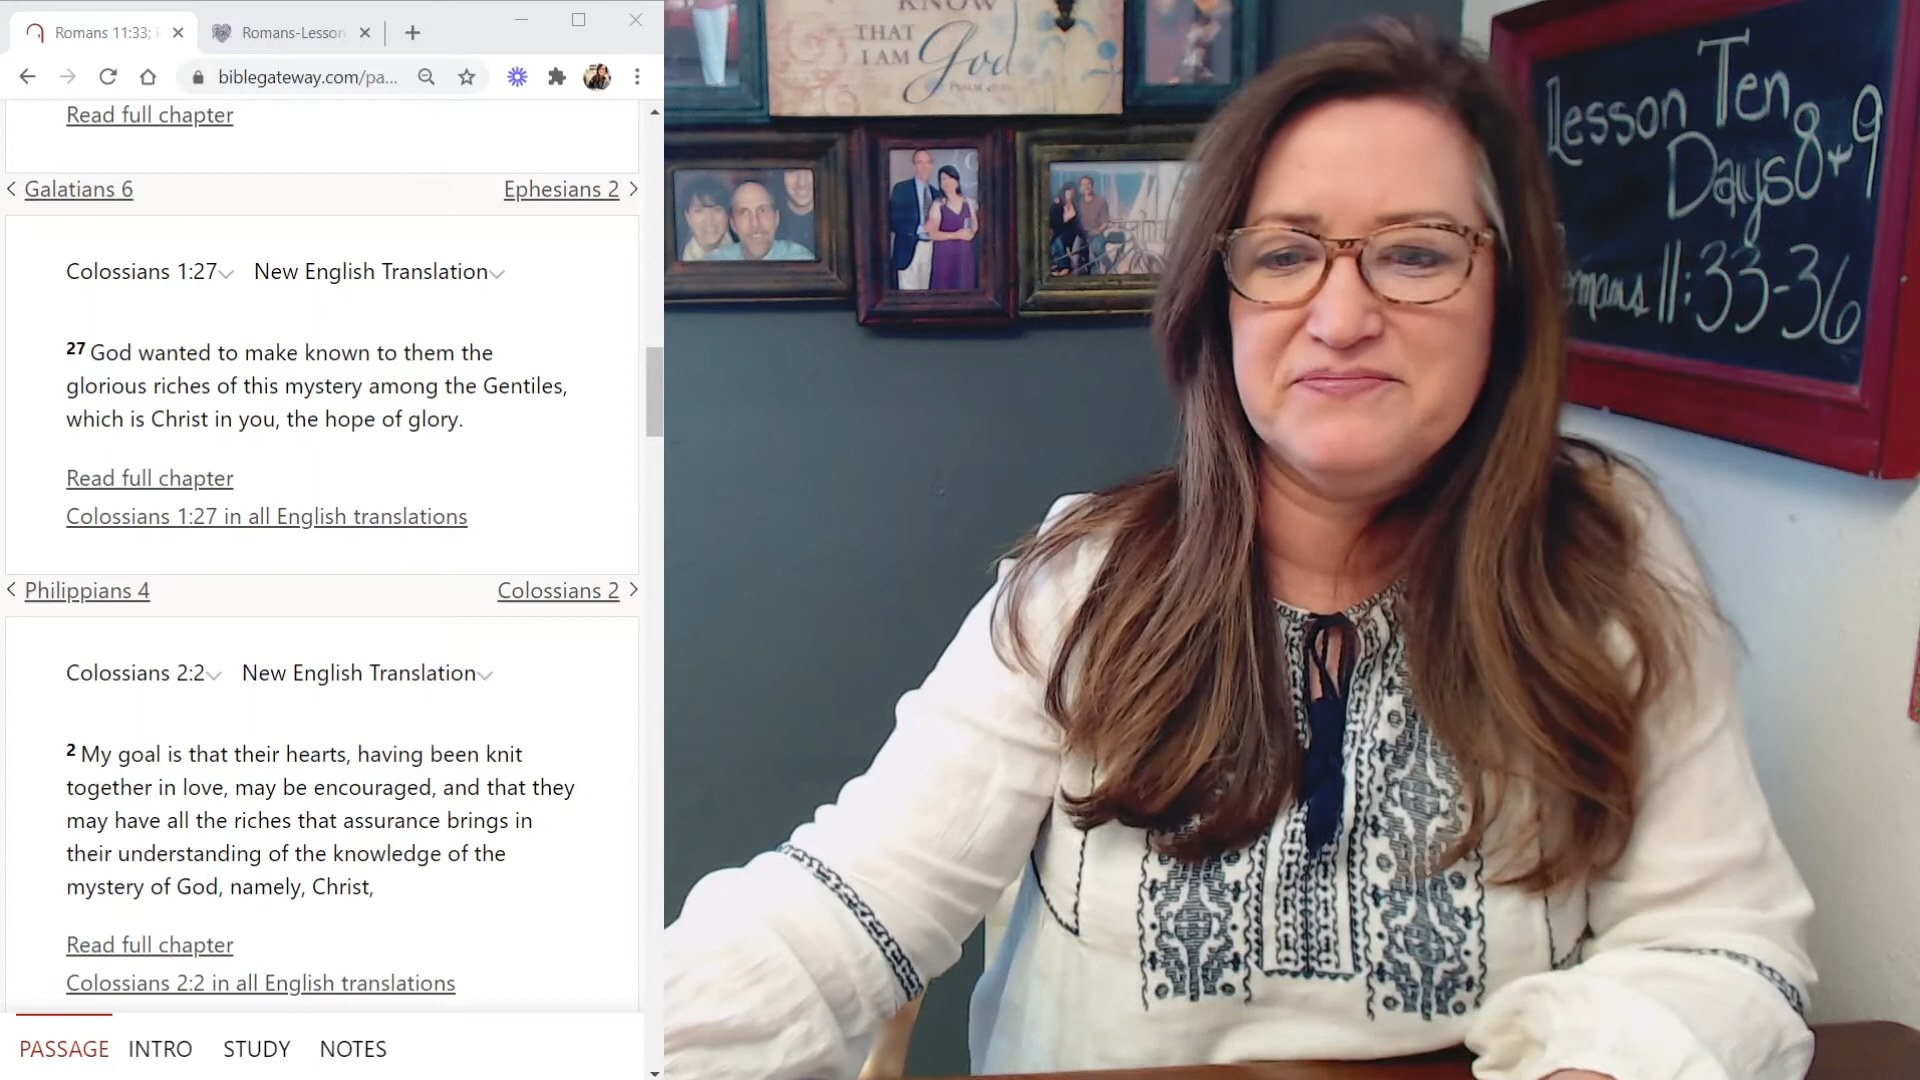 Romans 11:33;
Romans-Lesson
biblegateway.com/pa...
Read full chapter
Galatians 6
Ephesians 2
Colossians 1:27 New English Translation
27 God wanted to make known to them the
glorious riches of this mystery among the Gentiles,
which is Christ in you, the hope of glory.
Read full chapter
Colossians 1:27 in all English translations
Philippians 4
Colossians 2
Colossians 2:2 New English Translation
2 My goal is that their hearts, having been knit
together in love, may be encouraged, and that they
may have all the riches that assurance brings in
their understanding of the knowledge of the
mystery of God, namely, Christ,
Read full chapter
Colossians 2:2 in all English translations
PASSAGE INTRO STUDY NOTES
KNOW
THAT
I AM God
Lesson Ten
Days 8+9
omans 11:33-36